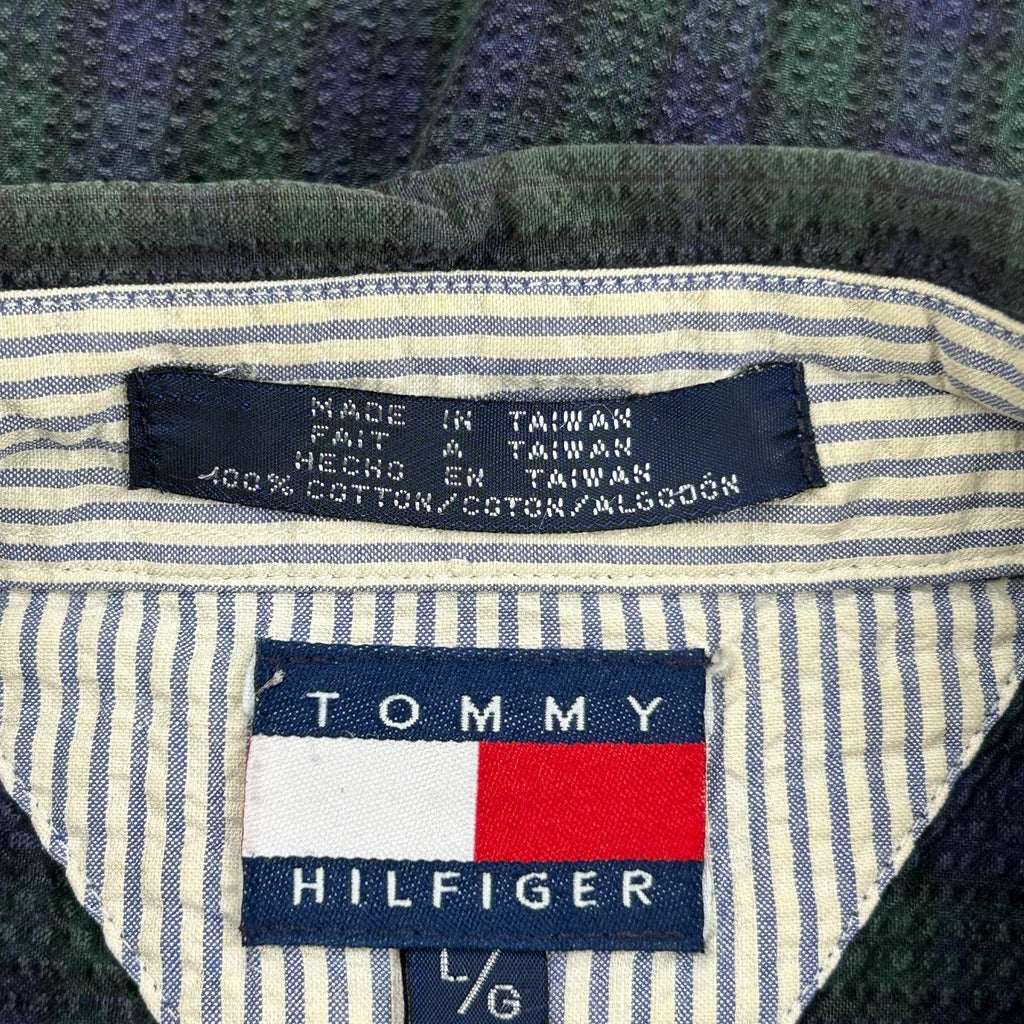 MADE IN TAIWAN
FAIT A TAIWAN
HECHO EN TAIWAN
100% COTTON/COTON/ALGODÓN
TOMMY
HILFIGER
L/G